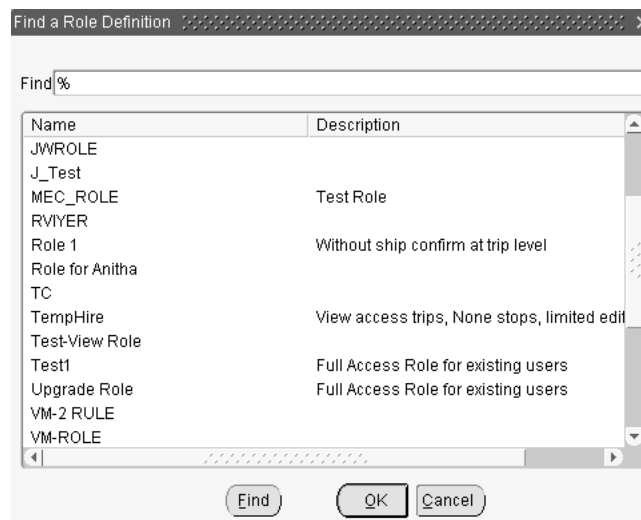 Find a Role Definition
Find %
Name Description
JWROLE
J_Test
MEC_ROLE Test Role
RVIYER
Role 1 Without ship confirm at trip level
Role for Anitha
TC
TempHire View access trips, None stops, limited edit
Test-View Role
Test1 Full Access Role for existing users
Upgrade Role Full Access Role for existing users
VM-2 RULE
VM-ROLE
Find OK Cancel